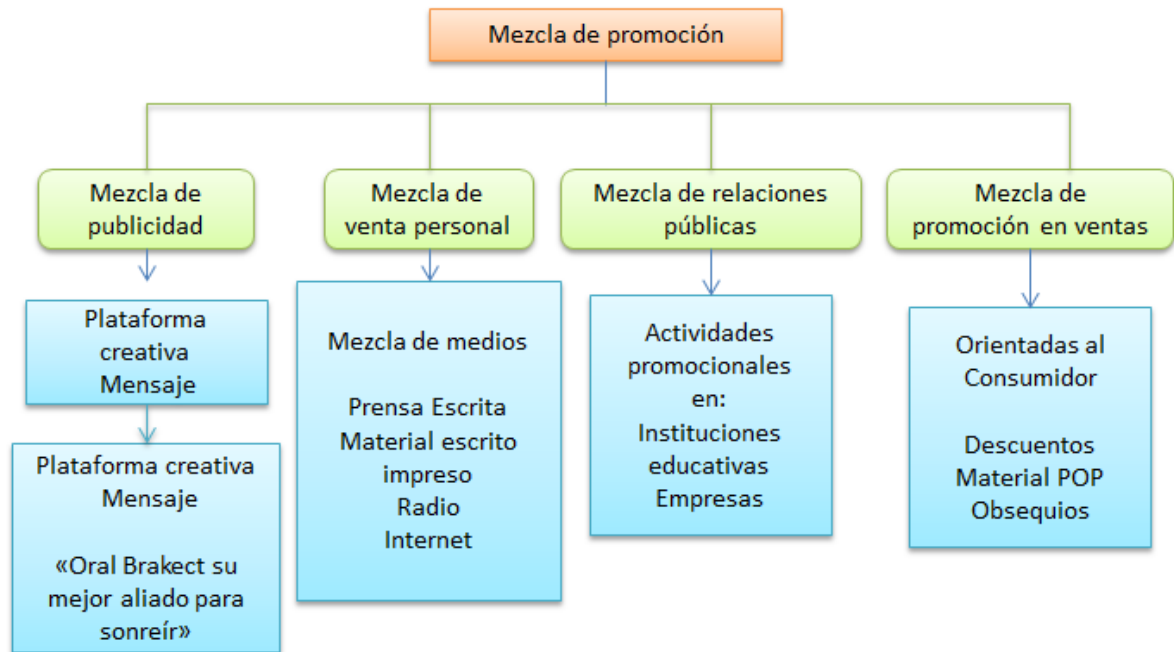 Mezcla de promoción
Mezcla de
publicidad
Mezcla de
venta personal
Mezcla de relaciones
públicas
Mezcla de
promoción en ventas
Plataforma
creativa
Mensaje
Plataforma creativa
Mensaje
«Oral Brakect su
mejor aliado para
sonreír»
Mezcla de medios
Prensa Escrita
Material escrito
impreso
Radio
Internet
Actividades
promocionales
en:
Instituciones
educativas
Empresas
Orientadas al
Consumidor
Descuentos
Material POP
Obsequios